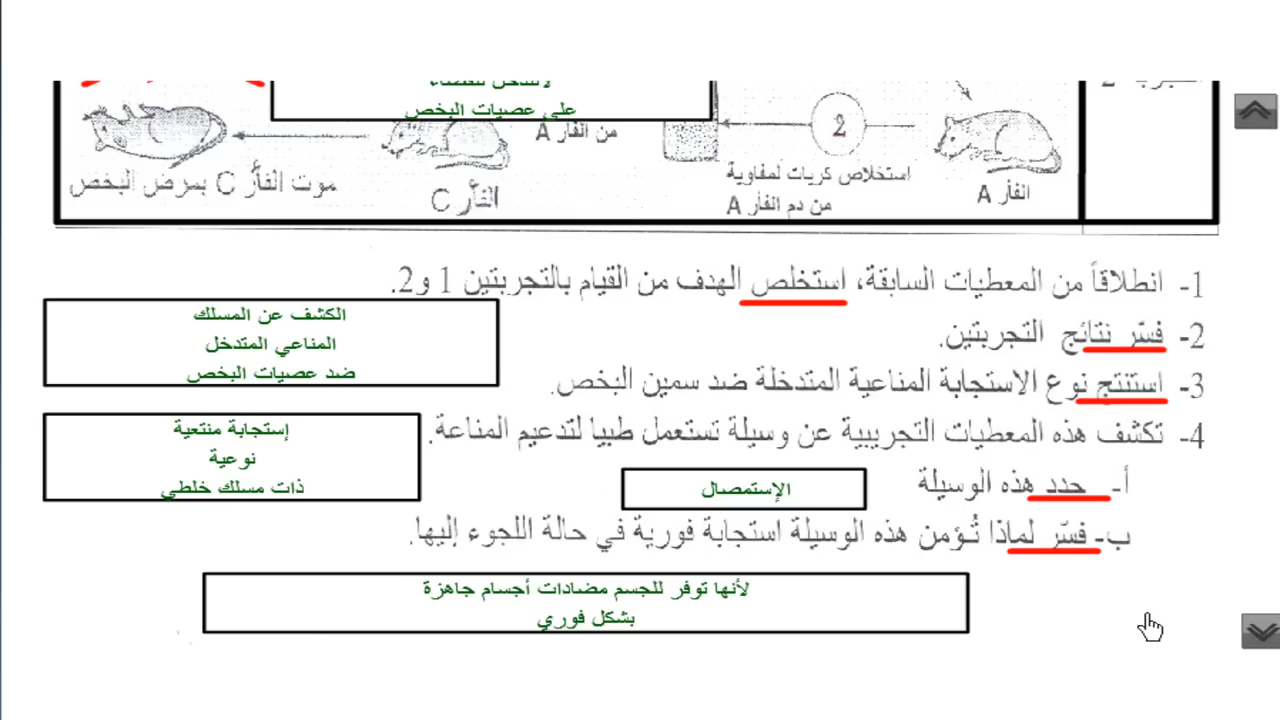 على عصيات البخص
2
من الفأر A
استخلاص كريات لمفاوية
من دم الفأر A
الفأر A
الفأر C
موت الفأر C بمرض البخص
1- انطلاقاً من المعطيات السابقة، استخلص الهدف من القيام بالتجربتين 1 و2.
الكشف عن المسلك
المناعي المتدخل
ضد عصيات البخص
2- فسّر نتائج التجربتين.
3- استنتج نوع الاستجابة المناعية المتدخلة ضد سمين البخص.
إستجابة منتعية
نوعية
ذات مسلك خلطي
4- تكشف هذه المعطيات التجريبية عن وسيلة تستعمل طبيا لتدعيم المناعة.
أ- حدد هذه الوسيلة
الإستمصال
ب- فسّر لماذا تُؤمن هذه الوسيلة استجابة فورية في حالة اللجوء إليها.
لأنها توفر للجسم مضادات أجسام جاهزة
بشكل فوري